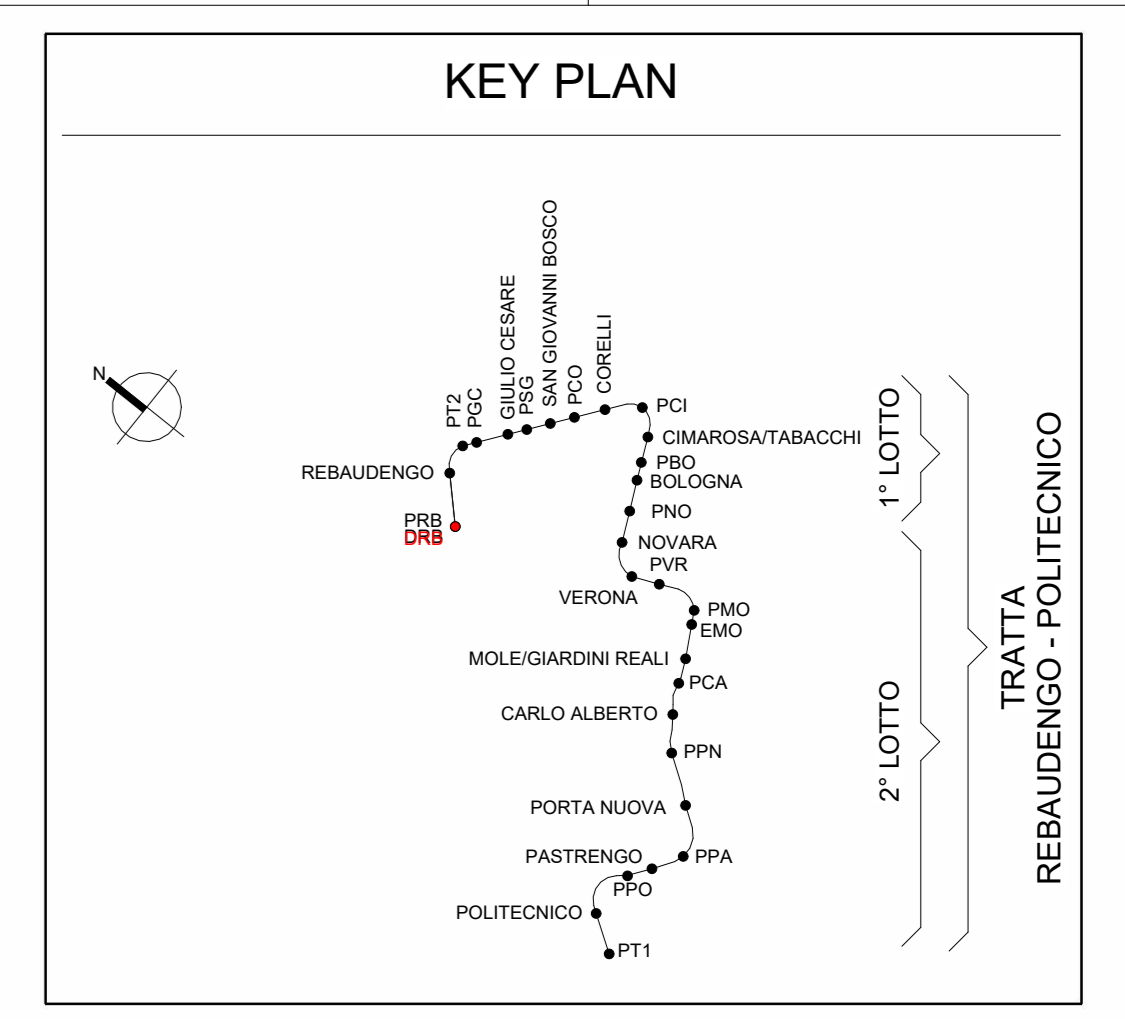 KEY PLAN
N
PT2
PGC
GIULIO CESARE
PSG
SAN GIOVANNI BOSCO
PCO
CORELLI
PCI
CIMAROSA/TABACCHI
REBAUDENGO
PBO
BOLOGNA
PRB
DRB
PNO
NOVARA
PVR
VERONA
PMO
EMO
MOLE/GIARDINI REALI
PCA
CARLO ALBERTO
PPN
PORTA NUOVA
PASTRENGO
PPA
PPO
POLITECNICO
PT1
1° LOTTO
2° LOTTO
TRATTA
REBAUDENGO - POLITECNICO